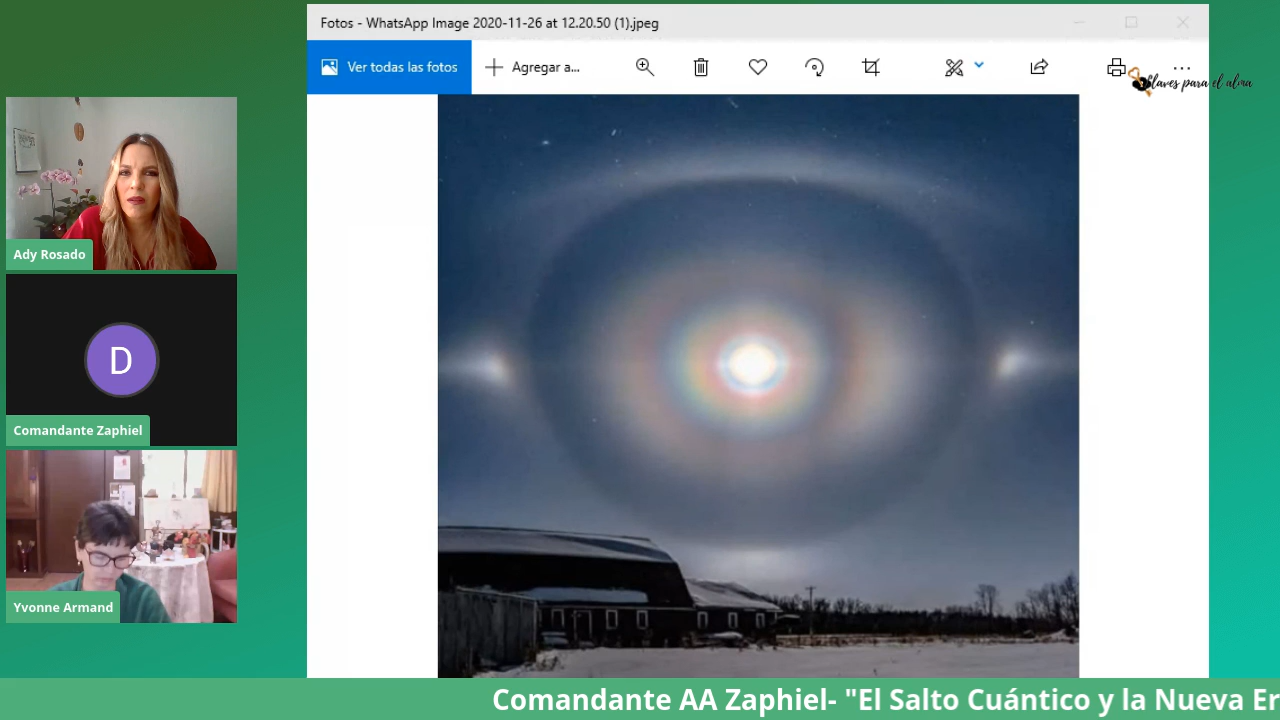 Fotos - WhatsApp Image 2020-11-26 at 12.20.50 (1).jpeg
Ver todas las fotos
Agregar a...
laves para el alma
Ady Rosado
D
Comandante Zaphiel
Yvonne Armand
Comandante AA Zaphiel- "El Salto Cuántico y la Nueva Er